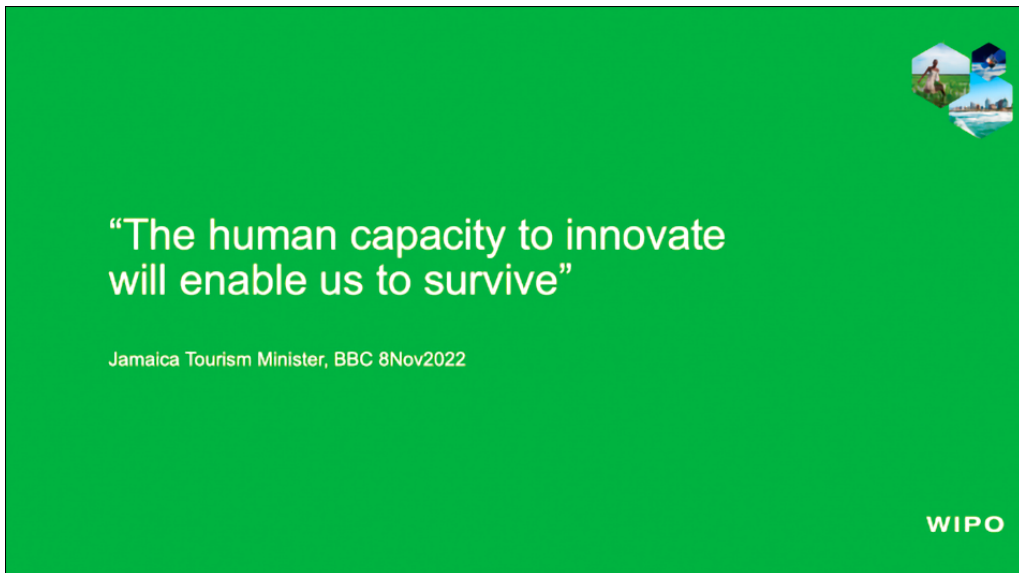 “The human capacity to innovate
will enable us to survive”
Jamaica Tourism Minister, BBC 8Nov2022
WIPO